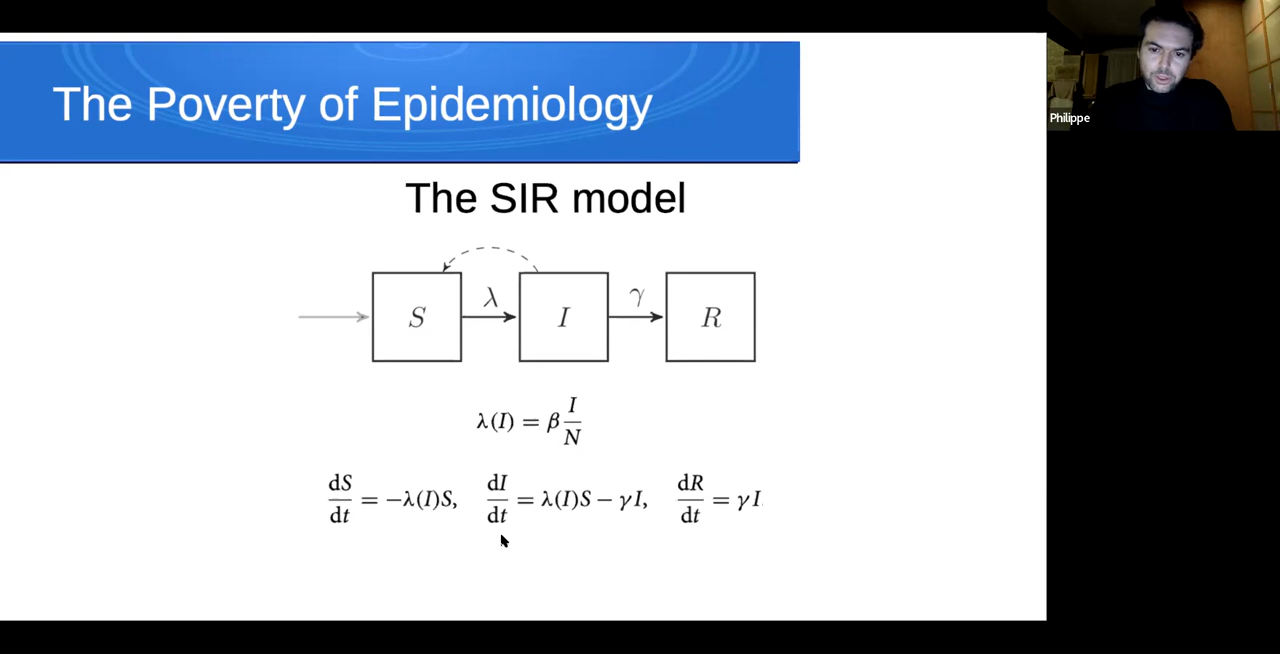 The Poverty of Epidemiology
Philippe
The SIR model
S λ I γ R
λ(I) = β I/N
dS/dt = −λ(I)S, dI/dt = λ(I)S − γI, dR/dt = γI